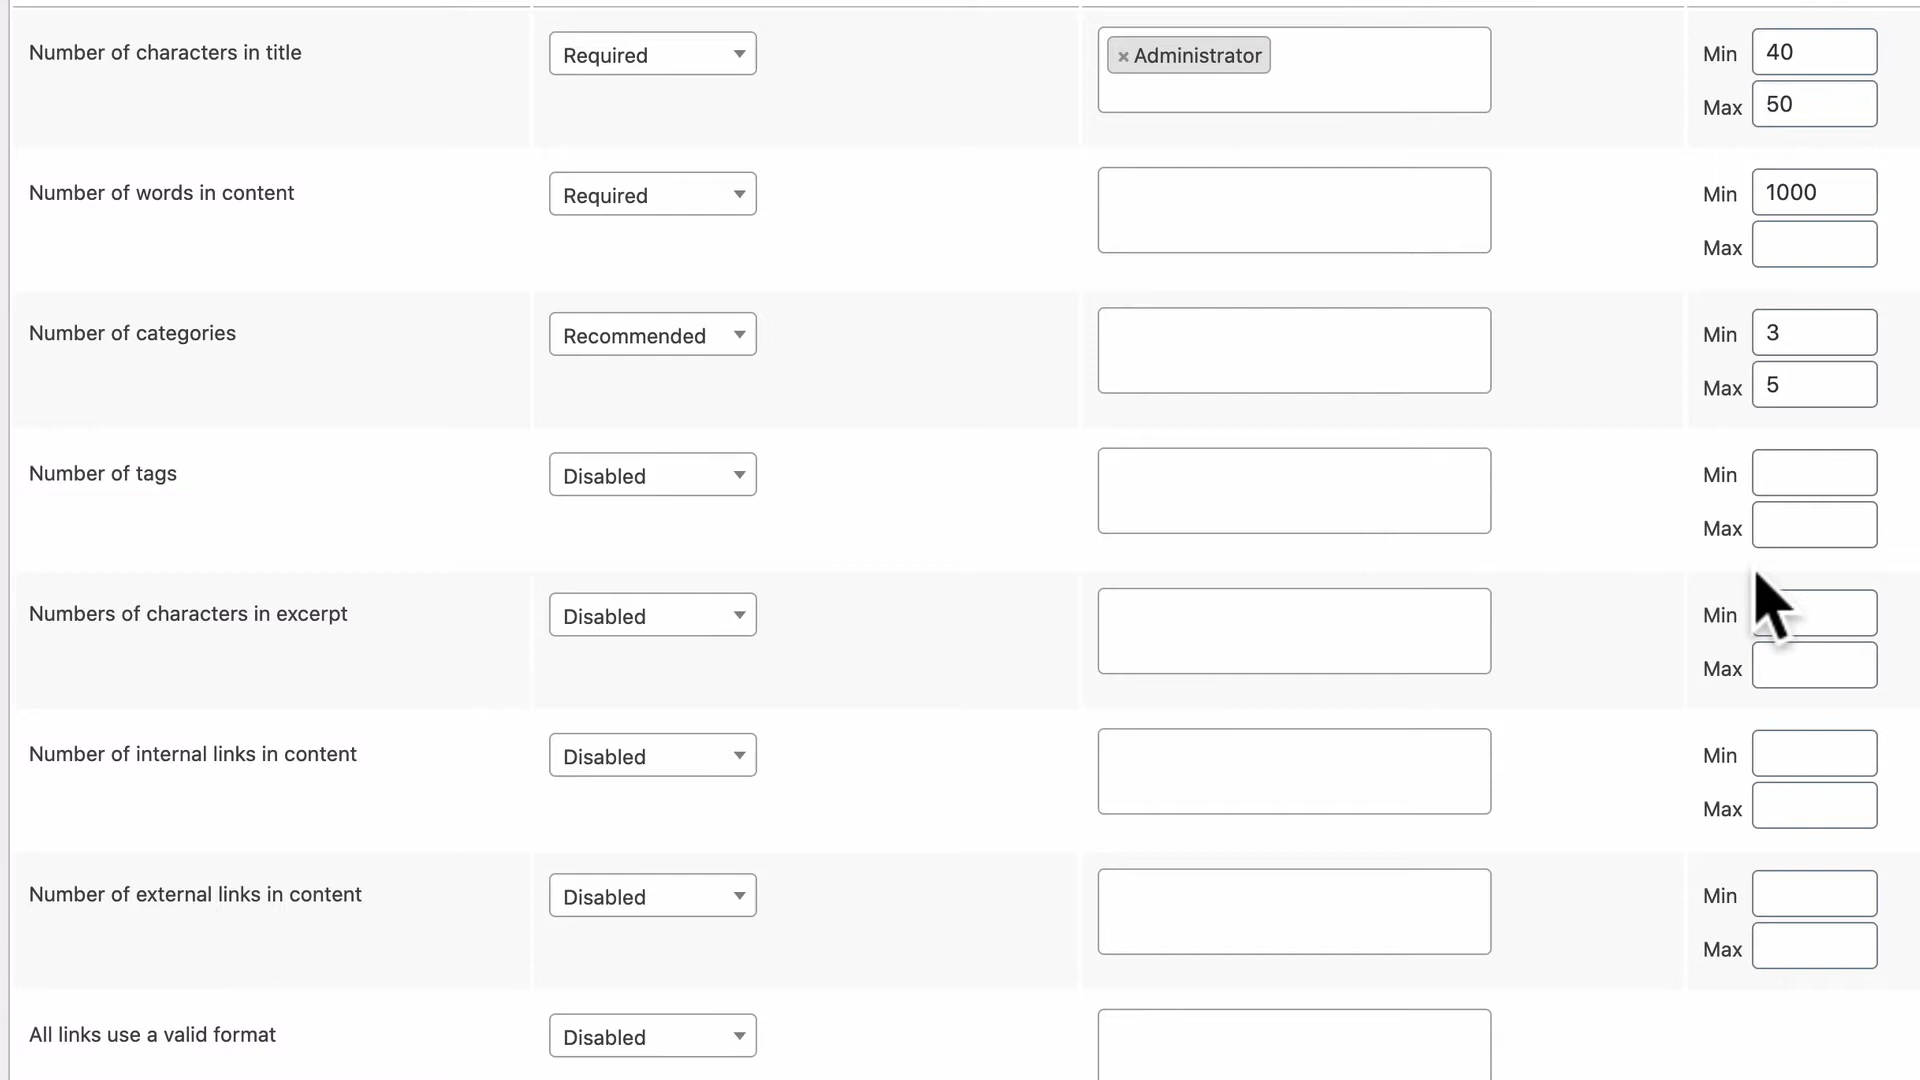 Number of characters in title
Required
× Administrator
Min 40
Max 50
Number of words in content
Required
Min 1000
Max
Number of categories
Recommended
Min 3
Max 5
Number of tags
Disabled
Min
Max
Numbers of characters in excerpt
Disabled
Min
Max
Number of internal links in content
Disabled
Min
Max
Number of external links in content
Disabled
Min
Max
All links use a valid format
Disabled